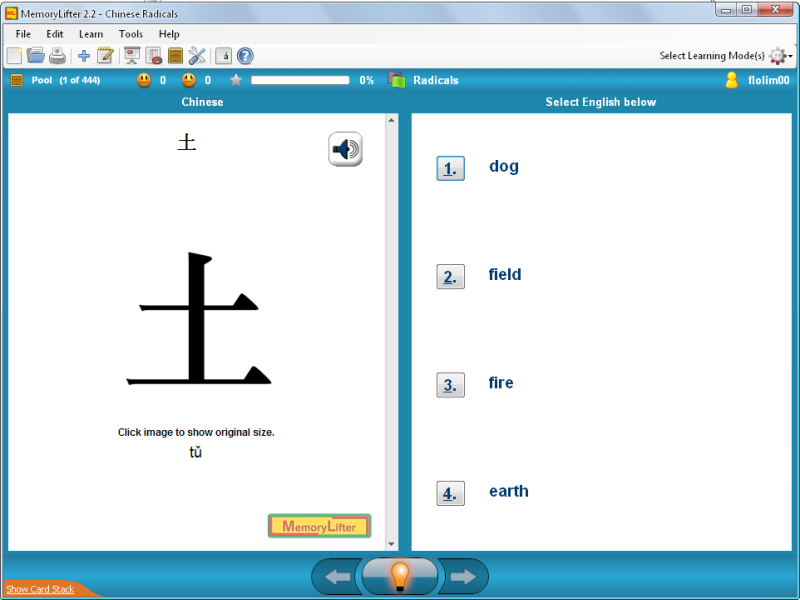 MemoryLifter 2.2 - Chinese Radicals
File Edit Learn Tools Help
Select Learning Mode(s)
Pool (1 of 444) 0 0 0% Radicals flolim00
Chinese
Select English below
土
土
Click image to show original size.
tǔ
MemoryLifter
1. dog
2. field
3. fire
4. earth
Show Card Stack